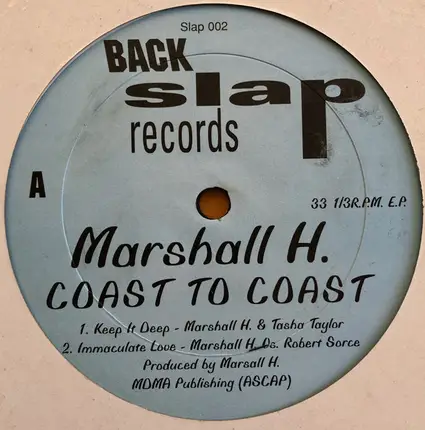 Slap 002
BACK
slap
records
A
33 1/3 R.P.M. E.P.
Marshall H.
COAST TO COAST
1. Keep It Deep - Marshall H. & Tasha Taylor
2. Immaculate Love - Marshall H. Vs. Robert Sorce
Produced by Marsall H.
MDMA Publishing (ASCAP)